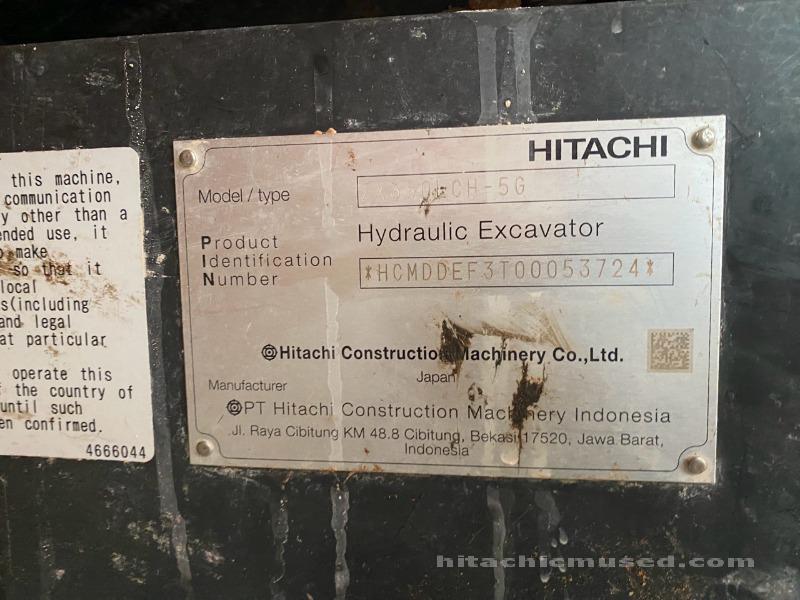 this machine,
communication
y other than a
ended use, it
o make
so that it
local
s(including
and legal
at particular
operate this
the country of
until such
en confirmed.
4666044
HITACHI
Model / type
CH-5G
Hydraulic Excavator
Product
Identification
Number
*HCMDDEF3T00053724*
Hitachi Construction Machinery Co.,Ltd.
Japan
Manufacturer
PT Hitachi Construction Machinery Indonesia
Jl. Raya Cibitung KM 48.8 Cibitung, Bekasi 17520, Jawa Barat,
Indonesia
hitachicmused.com